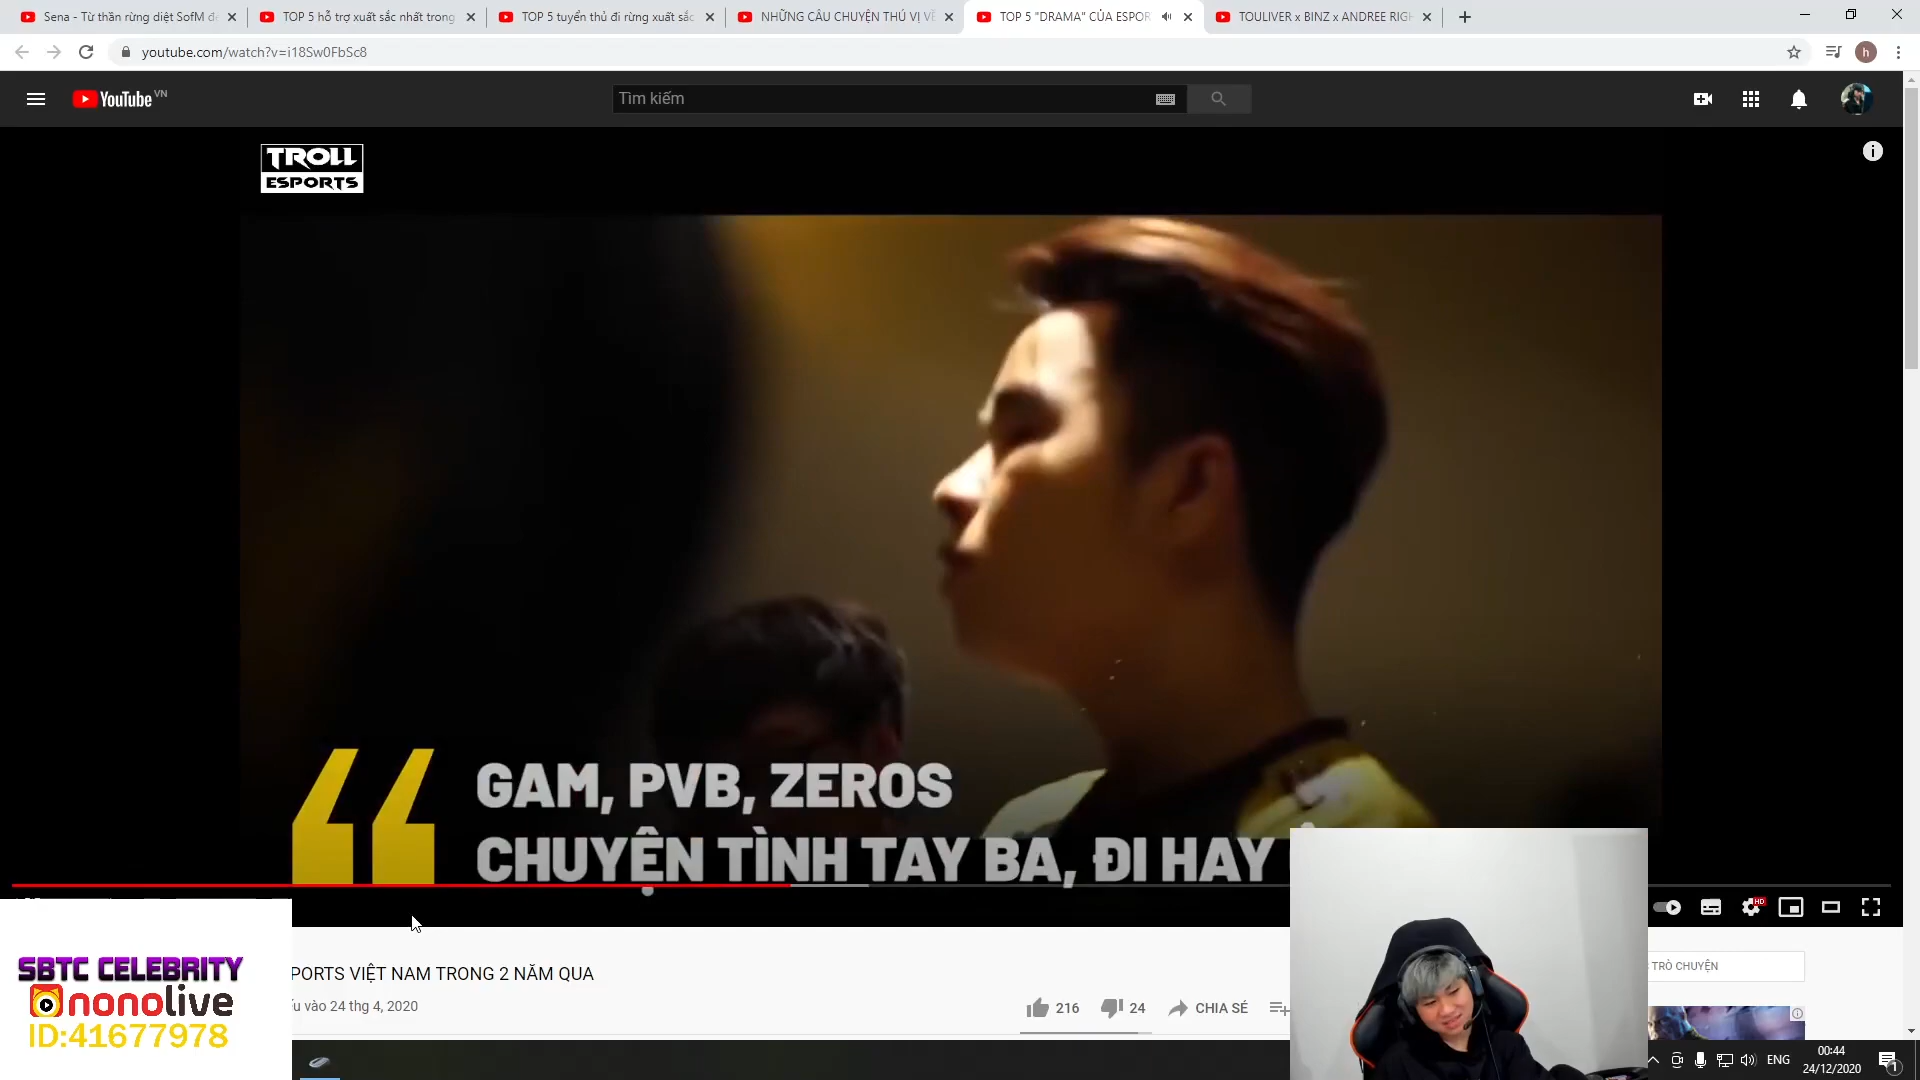 Sena - Từ thần rừng diệt SofM đ
TOP 5 hỗ trợ xuất sắc nhất trong
TOP 5 tuyển thủ đi rừng xuất sắc
NHỮNG CÂU CHUYỆN THÚ VỊ VỀ
TOP 5 "DRAMA" CỦA ESPOR
TOULIVER x BINZ x ANDREE RIGH
youtube.com/watch?v=i18Sw0FbSc8
h
YouTube VN
Tìm kiếm
TROLL
ESPORTS
GAM, PVB, ZEROS
CHUYỆN TÌNH TAY BA, ĐI HAY
HD
SBTC CELEBRITY
nonolive
ID:41677978
PORTS VIỆT NAM TRONG 2 NĂM QUA
ếu vào 24 thg 4, 2020
216
24
CHIA SẺ
TRÒ CHUYỆN
ENG
00:44
24/12/2020
1